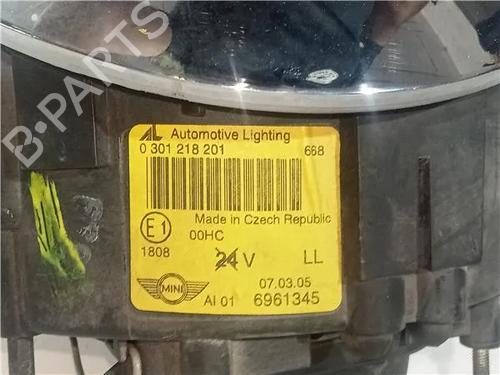 B-PARTS
AL Automotive Lighting
0 301 218 201 668
Made in Czech Republic
E1 00HC
1808 24 V LL
07.03.05
MINI AI 01 6961345